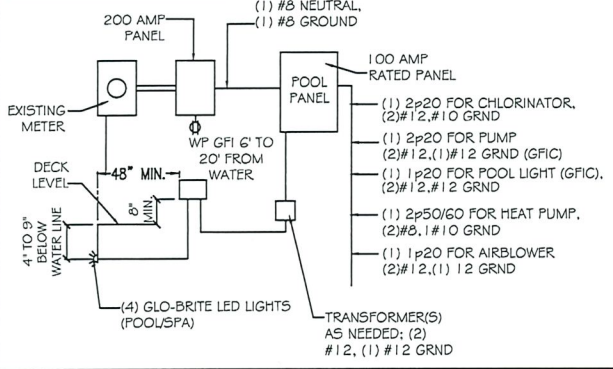 (1) #8 NEUTRAL,
(1) #8 GROUND
200 AMP
PANEL
100 AMP
RATED PANEL
POOL
PANEL
EXISTING
METER
(1) 2p20 FOR CHLORINATOR,
(2)#12,#10 GRND
WP GFI 6' TO
20' FROM
WATER
(1) 2p20 FOR PUMP
(2)#12,(1)#12 GRND (GFIC)
DECK
LEVEL
48" MIN.
(1) 1p20 FOR POOL LIGHT (GFIC),
(2)#12,#12 GRND
8"
MIN.
(1) 2p50/60 FOR HEAT PUMP,
(2)#8,1#10 GRND
4" TO 9"
BELOW
WATER LINE
(1) 1p20 FOR AIRBLOWER
(2)#12,(1) 12 GRND
(4) GLO-BRITE LED LIGHTS
(POOL/SPA)
TRANSFORMER(S)
AS NEEDED; (2)
#12, (1) #12 GRND